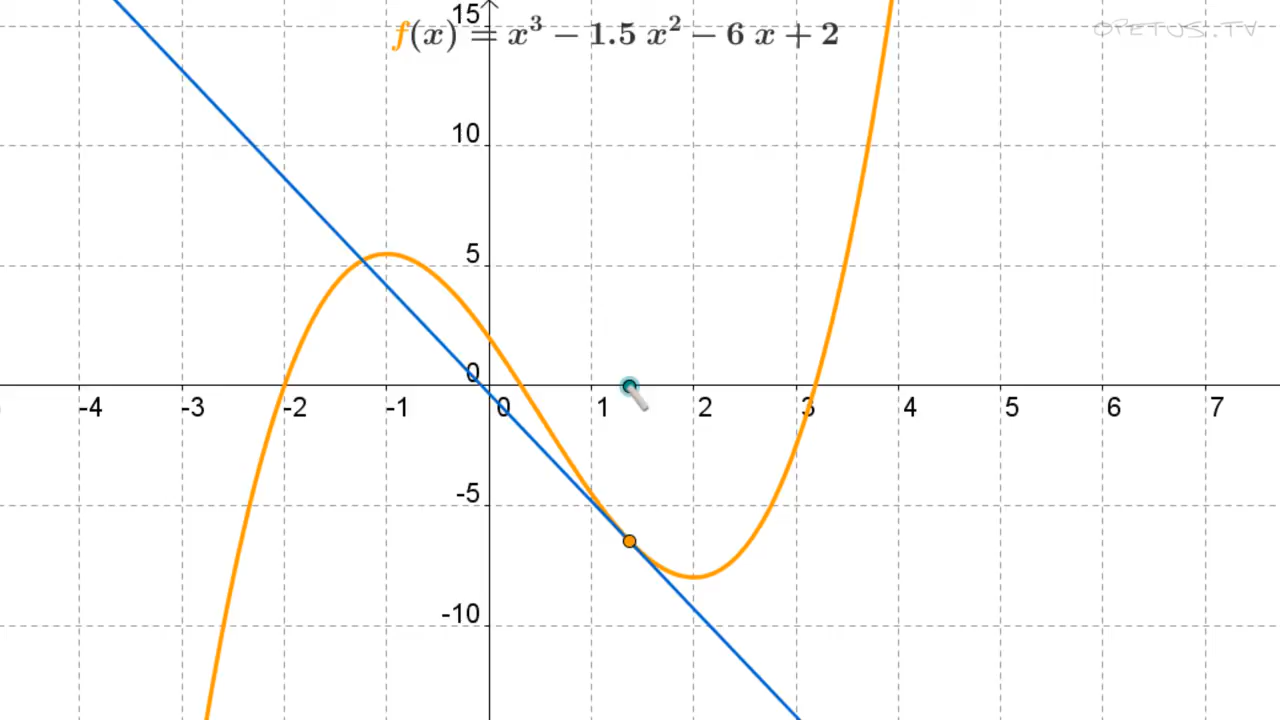 15
f(x) = x³ − 1.5 x² − 6 x + 2
OPETUS.TV
10
5
0
-4 -3 -2 -1 0 1 2 3 4 5 6 7
-5
-10